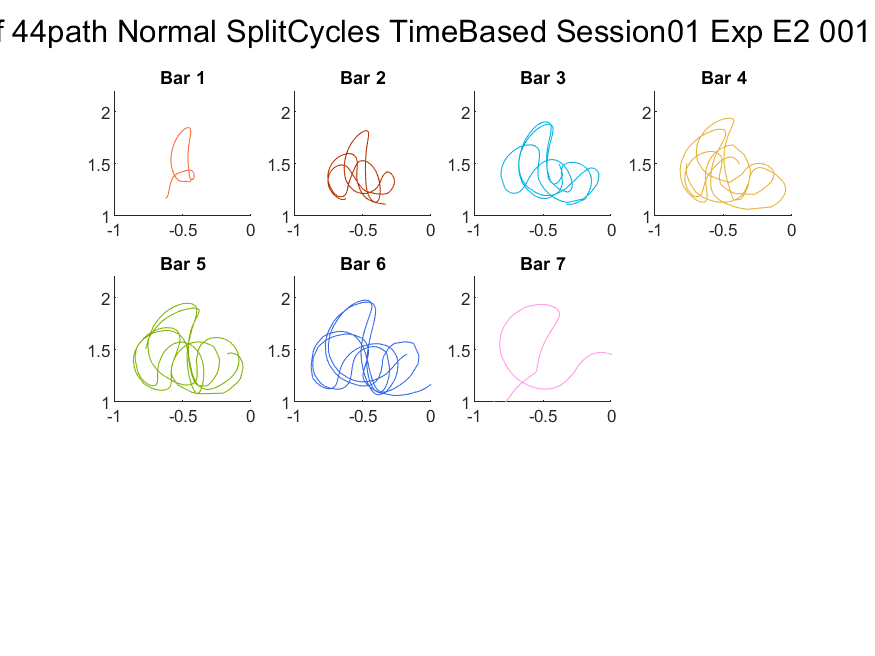 44path Normal SplitCycles TimeBased Session01 Exp E2 001
Bar 1 Bar 2 Bar 3 Bar 4
2 2 2 2
1.5 1.5 1.5 1.5
1 1 1 1
-1 -0.5 0 -1 -0.5 0 -1 -0.5 0 -1 -0.5 0
Bar 5 Bar 6 Bar 7
2 2 2
1.5 1.5 1.5
1 1 1
-1 -0.5 0 -1 -0.5 0 -1 -0.5 0